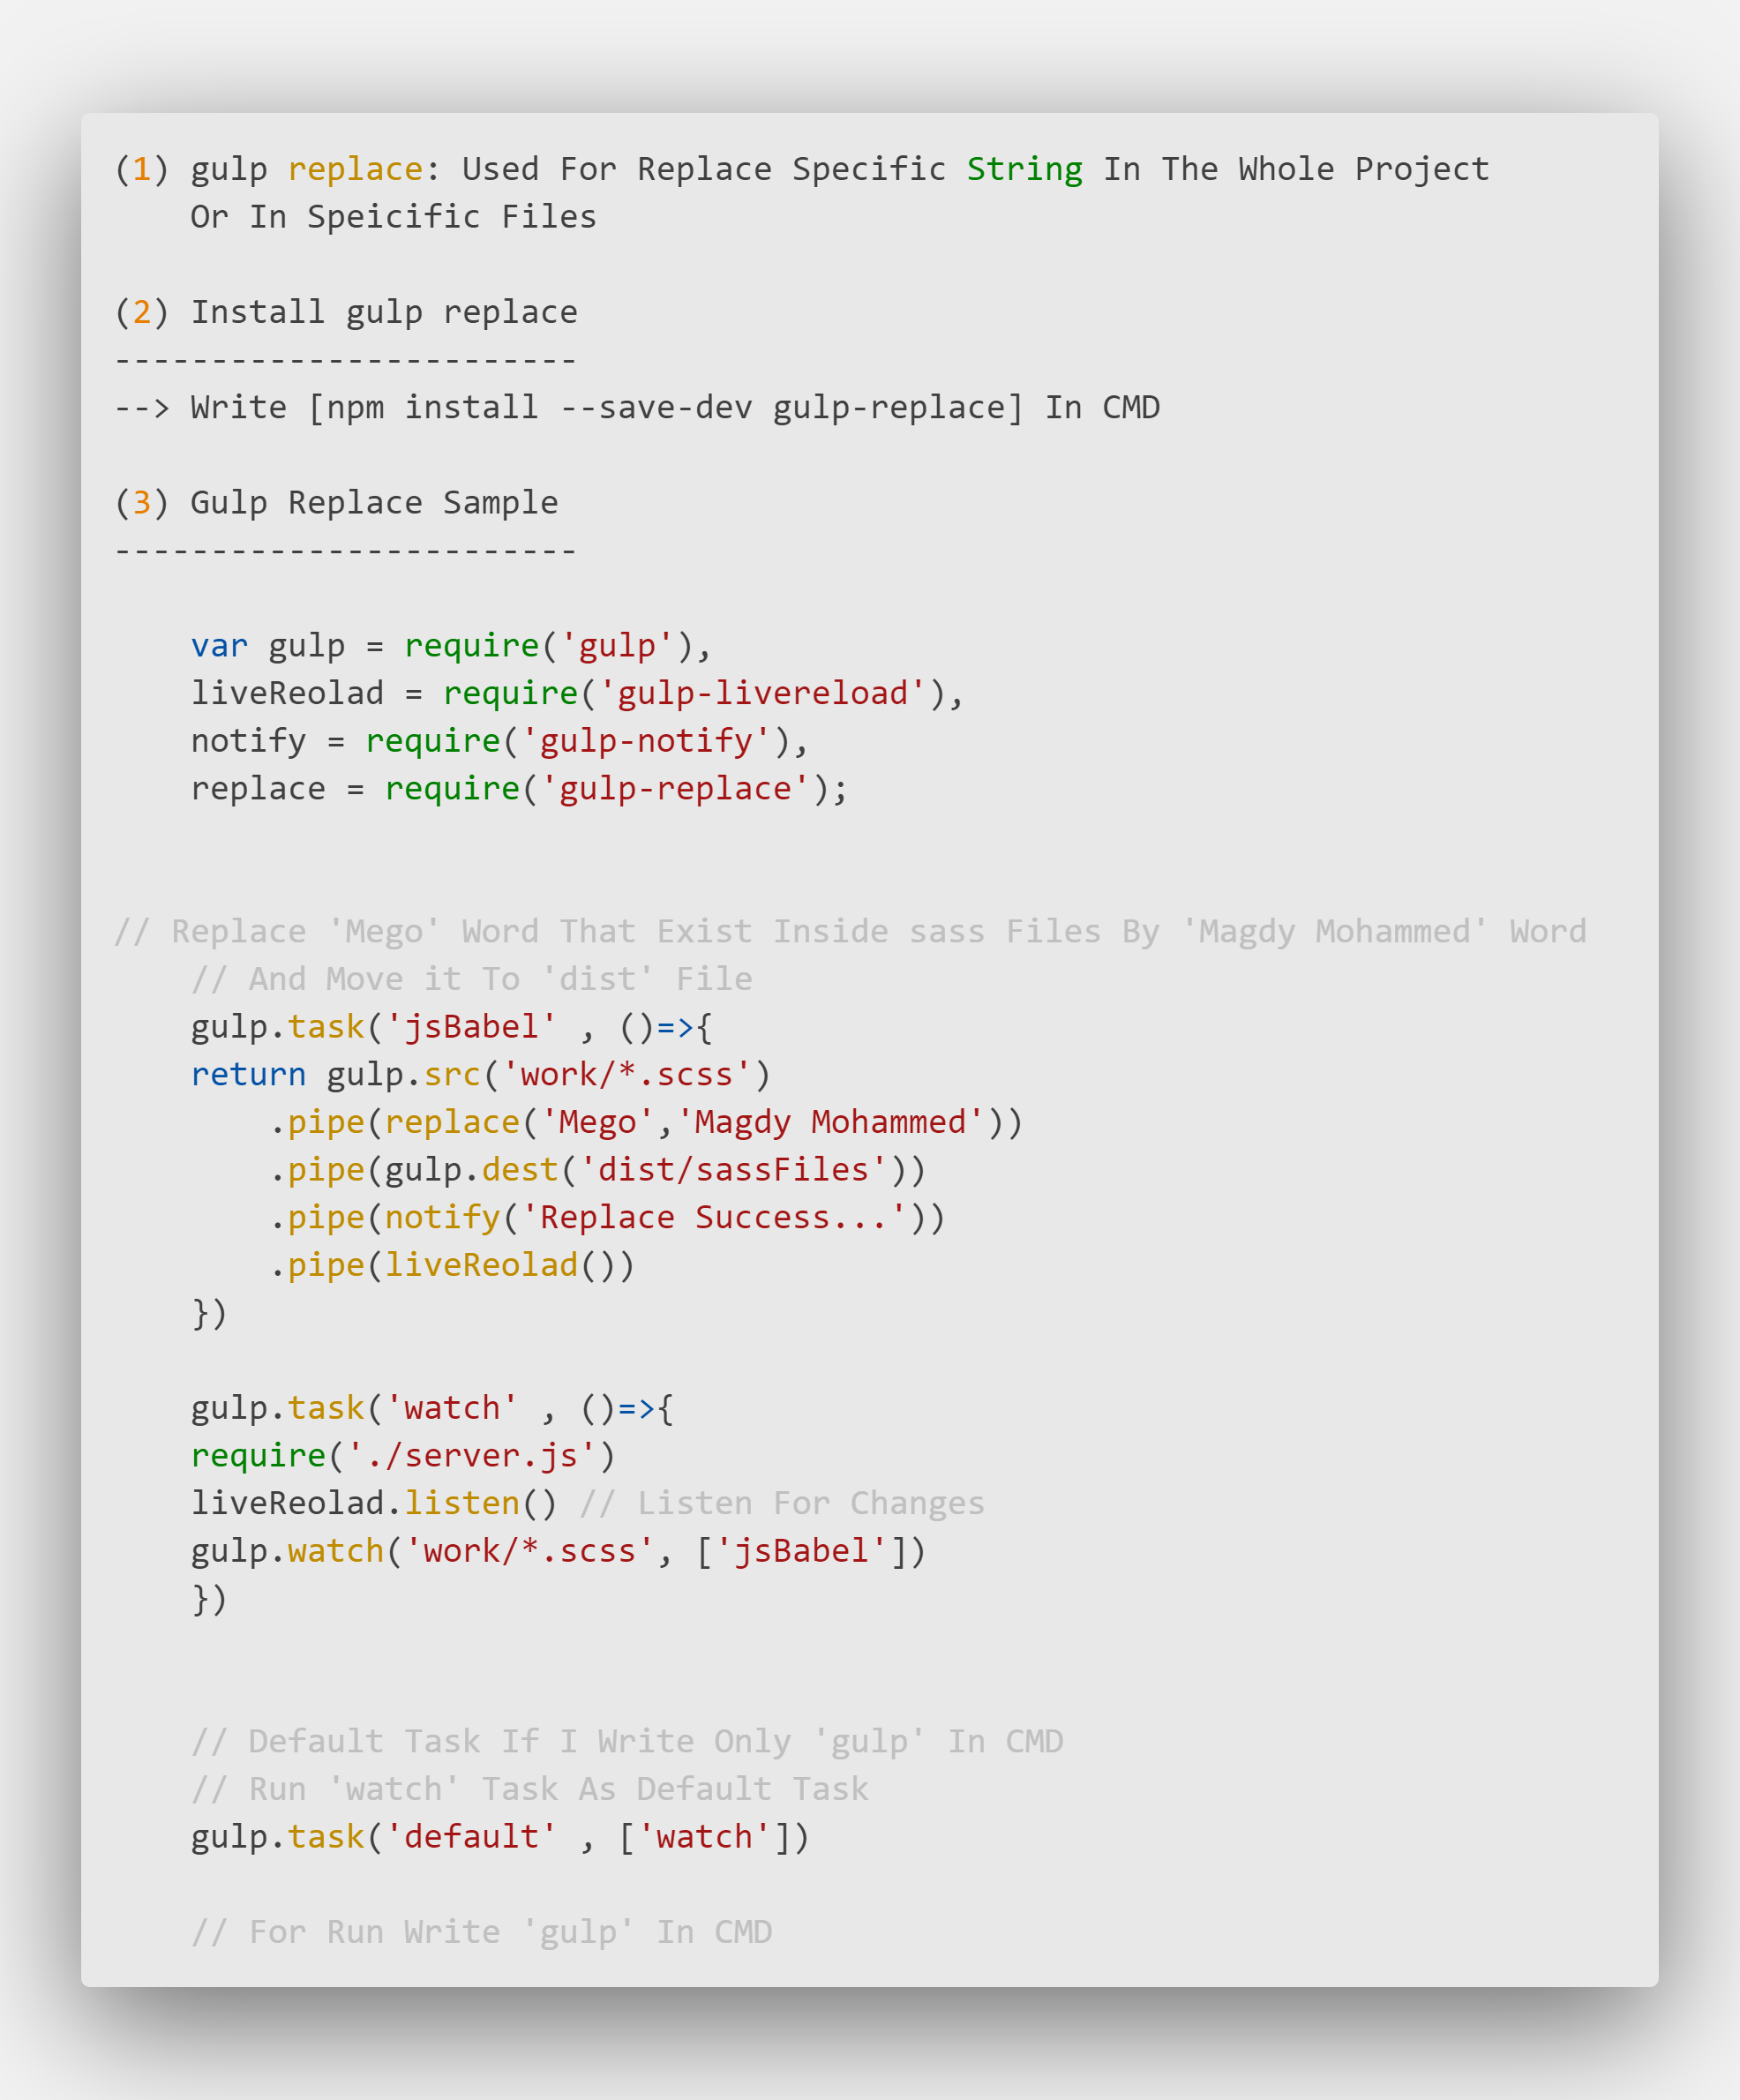 (1) gulp replace: Used For Replace Specific String In The Whole Project
    Or In Speicific Files
(2) Install gulp replace
------------------------
--> Write [npm install --save-dev gulp-replace] In CMD
(3) Gulp Replace Sample
------------------------
    var gulp = require('gulp'),
    liveReolad = require('gulp-livereload'),
    notify = require('gulp-notify'),
    replace = require('gulp-replace');
// Replace 'Mego' Word That Exist Inside sass Files By 'Magdy Mohammed' Word
    // And Move it To 'dist' File
    gulp.task('jsBabel' , ()=>{
    return gulp.src('work/*.scss')
        .pipe(replace('Mego','Magdy Mohammed'))
        .pipe(gulp.dest('dist/sassFiles'))
        .pipe(notify('Replace Success...'))
        .pipe(liveReolad())
    })
    gulp.task('watch' , ()=>{
    require('./server.js')
    liveReolad.listen() // Listen For Changes
    gulp.watch('work/*.scss', ['jsBabel'])
    })
    // Default Task If I Write Only 'gulp' In CMD
    // Run 'watch' Task As Default Task
    gulp.task('default' , ['watch'])
    // For Run Write 'gulp' In CMD